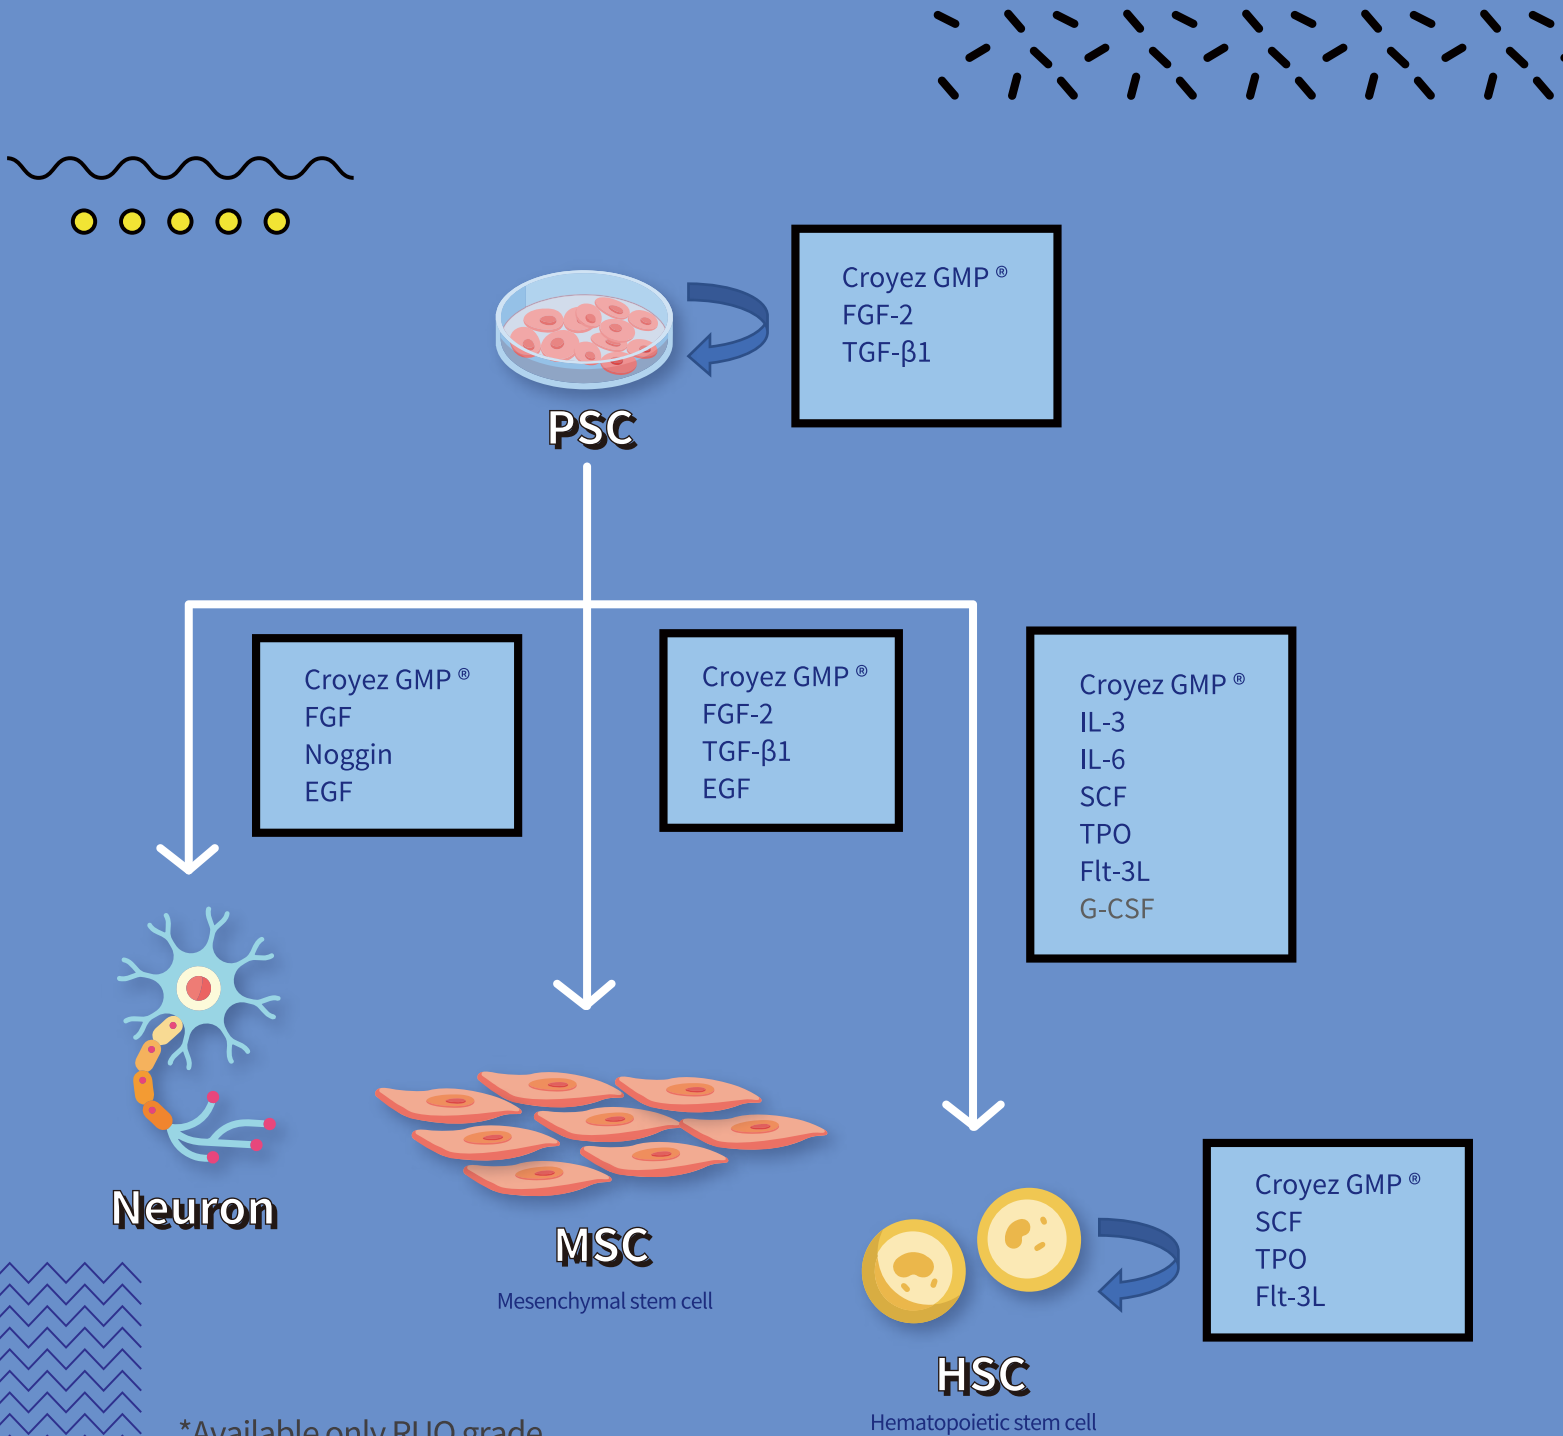 Croyez GMP ®
FGF-2
TGF-β1
PSC
Croyez GMP ®
FGF
Noggin
EGF
Croyez GMP ®
FGF-2
TGF-β1
EGF
Croyez GMP ®
IL-3
IL-6
SCF
TPO
Flt-3L
G-CSF
Neuron
MSC
Mesenchymal stem cell
Croyez GMP ®
SCF
TPO
Flt-3L
HSC
Hematopoietic stem cell
*Available only RUO grade